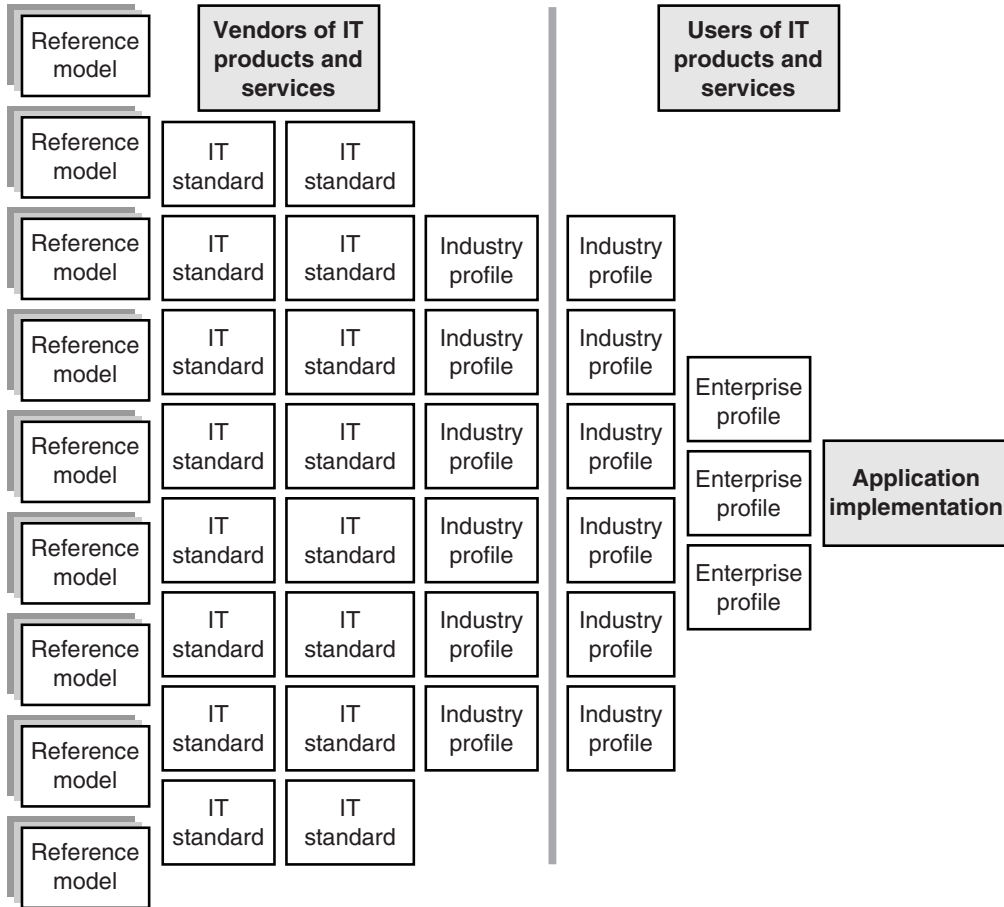 Reference
model
Vendors of IT
products and
services
Users of IT
products and
services
Reference
model
IT
standard
IT
standard
Reference
model
IT
standard
IT
standard
Industry
profile
Industry
profile
Reference
model
IT
standard
IT
standard
Industry
profile
Industry
profile
Enterprise
profile
Reference
model
IT
standard
IT
standard
Industry
profile
Industry
profile
Enterprise
profile
Application
implementation
Reference
model
IT
standard
IT
standard
Industry
profile
Industry
profile
Enterprise
profile
Reference
model
IT
standard
IT
standard
Industry
profile
Industry
profile
Reference
model
IT
standard
IT
standard
Industry
profile
Industry
profile
Reference
model
IT
standard
IT
standard